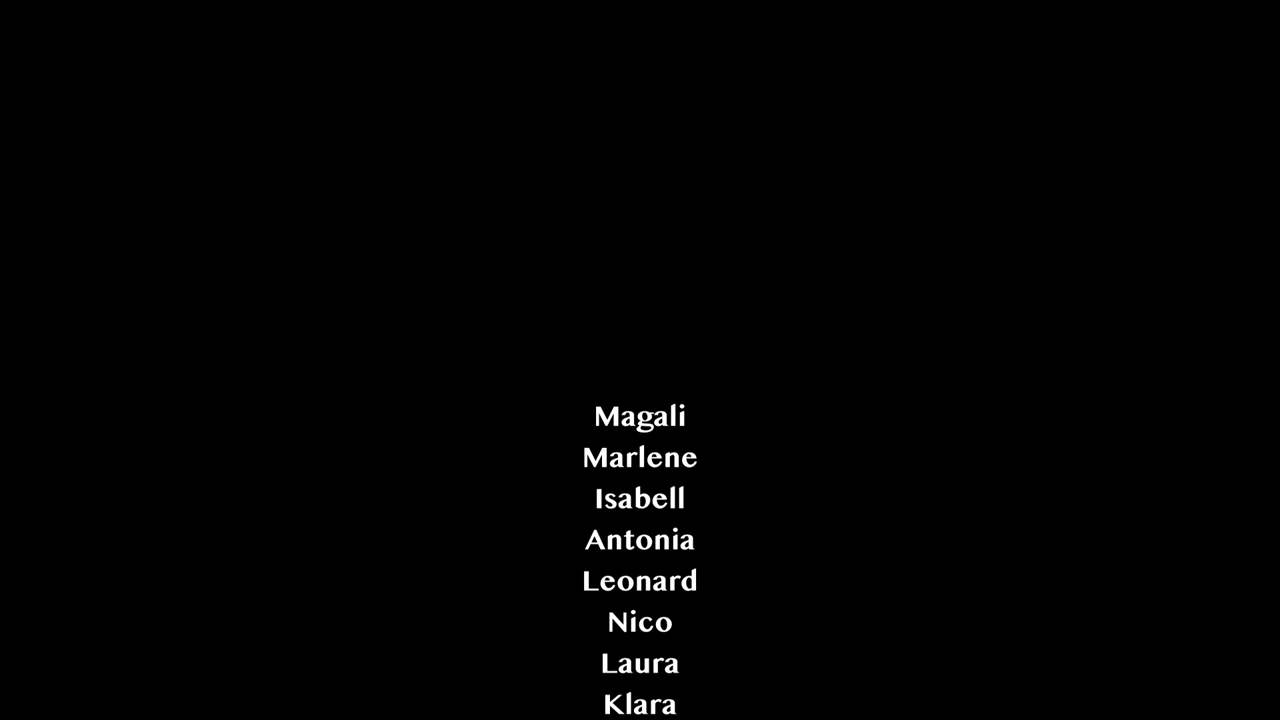 Magali
Marlene
Isabell
Antonia
Leonard
Nico
Laura
Klara